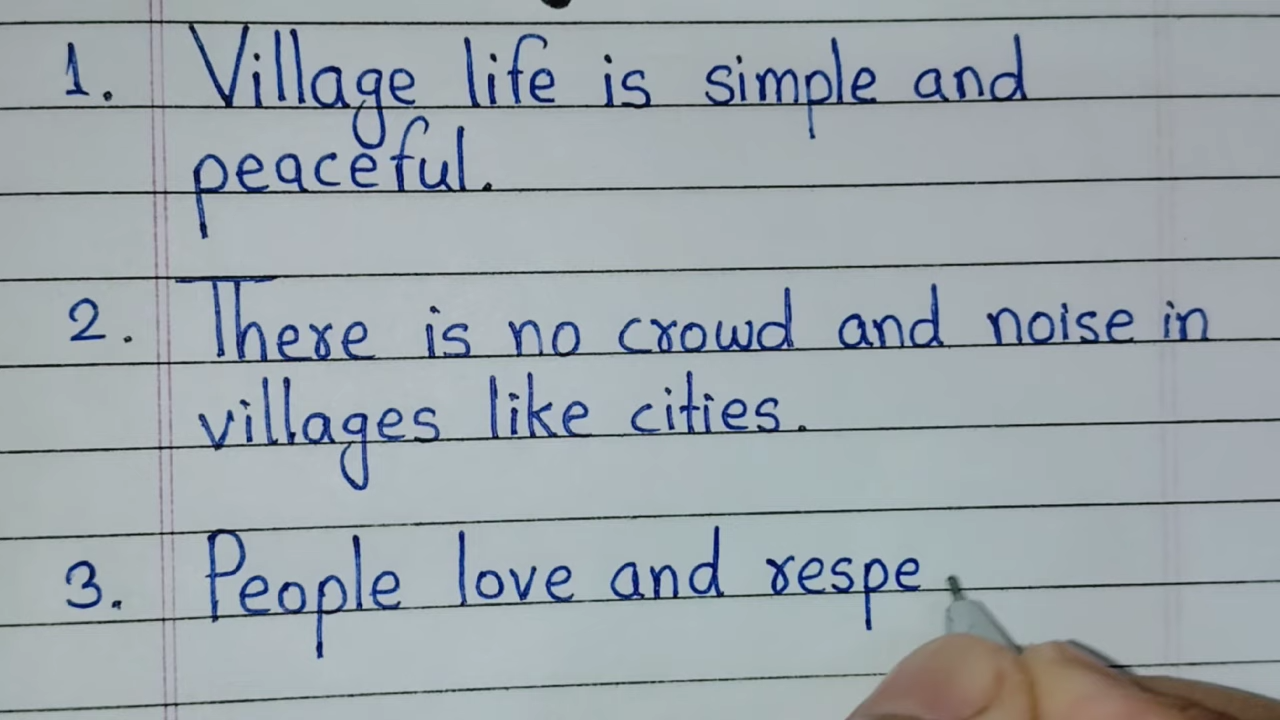 1. Village life is simple and
peaceful.
2. There is no crowd and noise in
villages like cities.
3. People love and respe